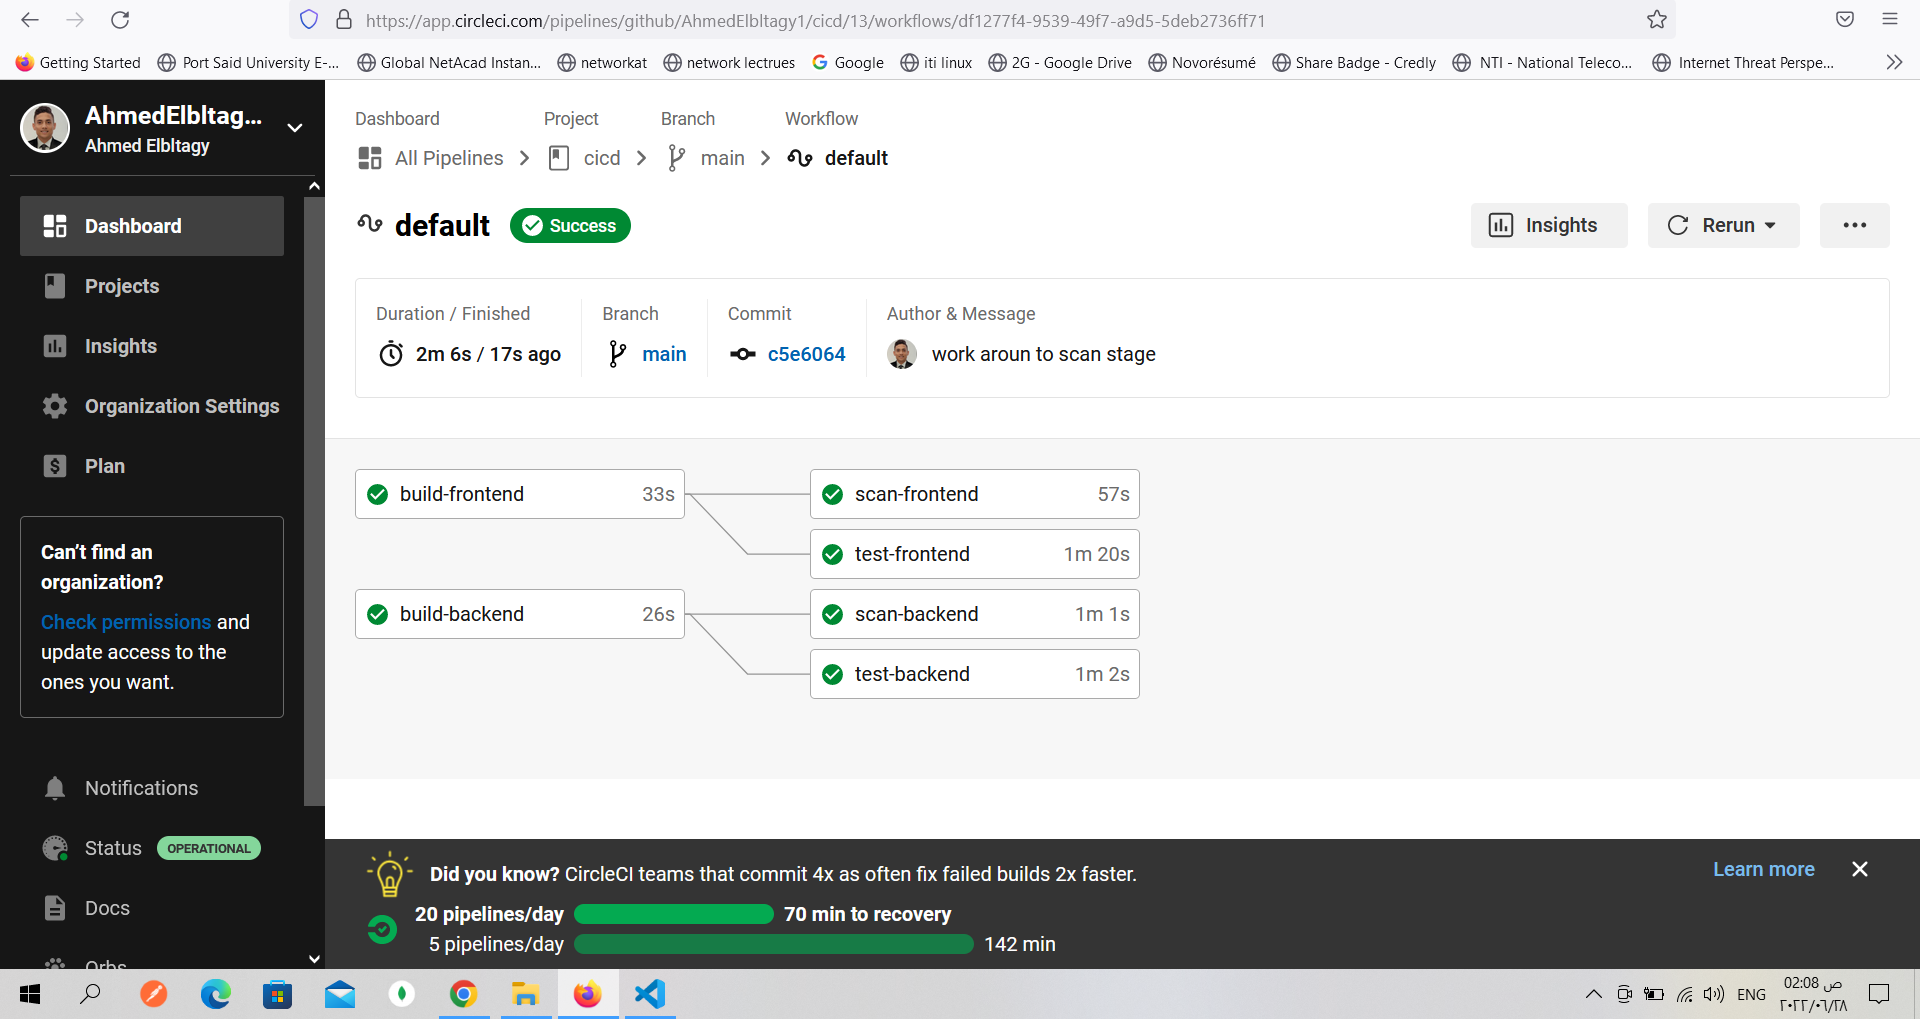 https://app.circleci.com/pipelines/github/AhmedElbltagy1/cicd/13/workflows/df1277f4-9539-49f7-a9d5-5deb2736ff71
Getting Started Port Said University E-... Global NetAcad Instan... networkat network lectrues Google iti linux 2G - Google Drive Novorésumé Share Badge - Credly NTI - National Teleco... Internet Threat Perspe...
AhmedElbltag...
Ahmed Elbltagy
Dashboard
Projects
Insights
Organization Settings
Plan
Can't find an
organization?
Check permissions and
update access to the
ones you want.
Notifications
Status OPERATIONAL
Docs
Orbs
Dashboard Project Branch Workflow
All Pipelines cicd main default
default Success
Insights Rerun
Duration / Finished Branch Commit Author & Message
2m 6s / 17s ago main c5e6064 work aroun to scan stage
build-frontend 33s scan-frontend 57s
test-frontend 1m 20s
build-backend 26s scan-backend 1m 1s
test-backend 1m 2s
Did you know? CircleCI teams that commit 4x as often fix failed builds 2x faster.
Learn more
20 pipelines/day 70 min to recovery
5 pipelines/day 142 min
ENG
02:08 ص
٢٠٢٢/٠٦/٢٨